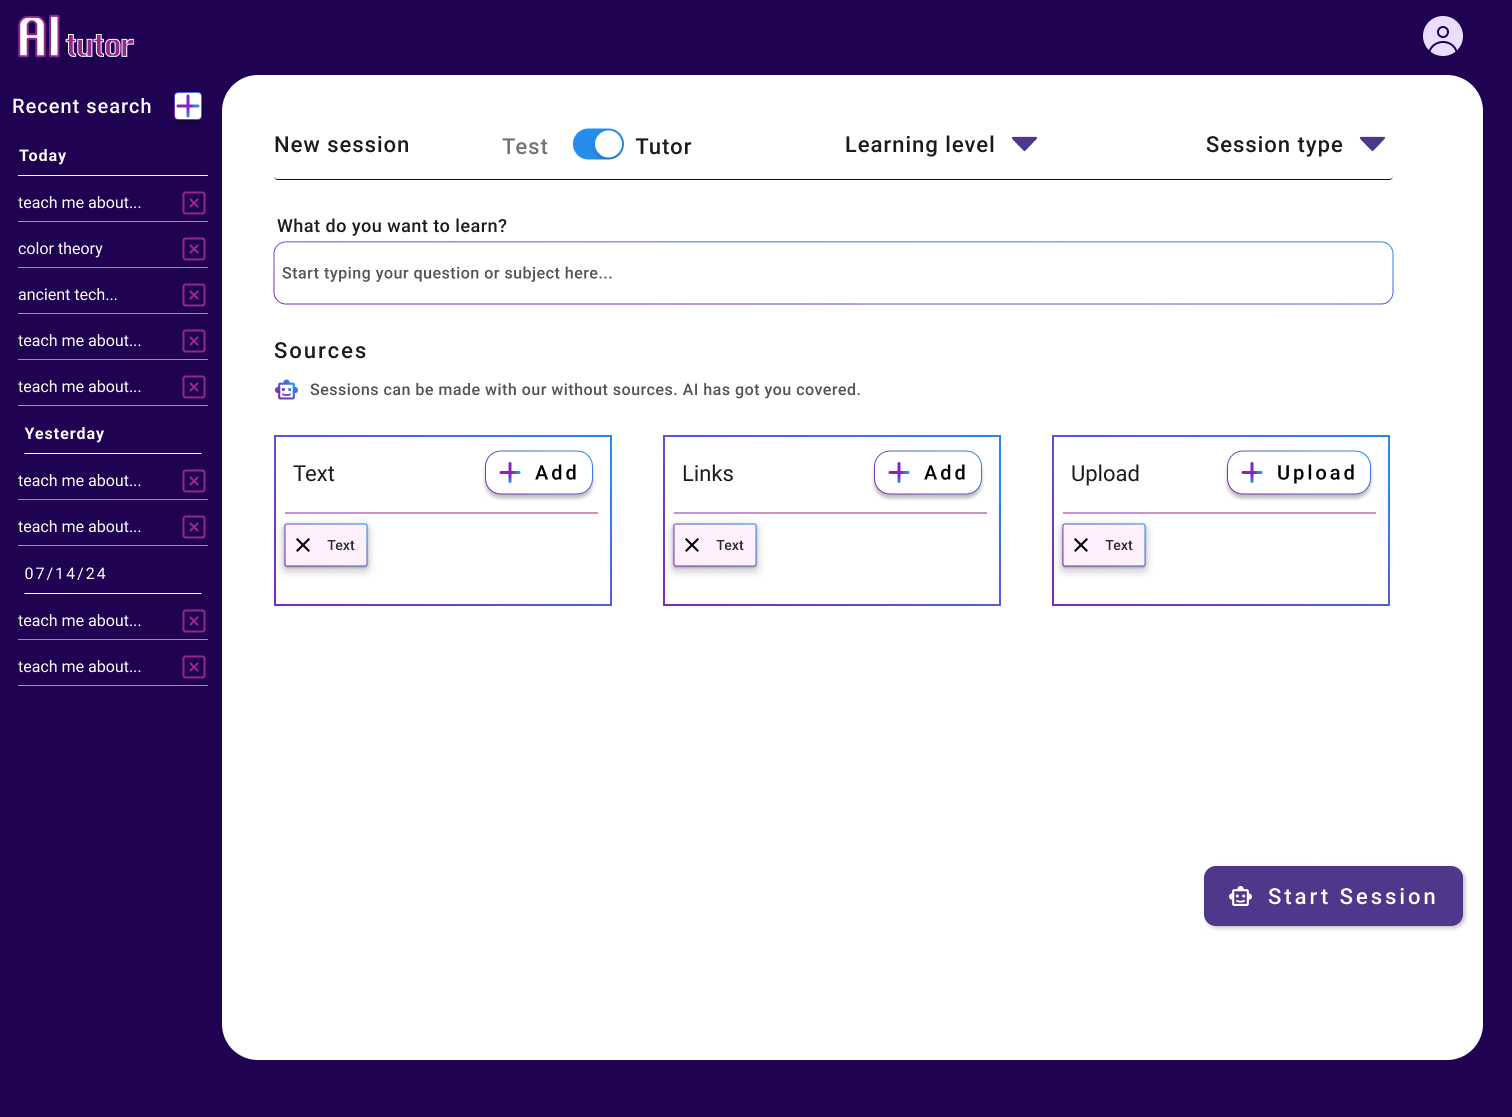 AI tutor
Recent search
Today
teach me about...
color theory
ancient tech...
teach me about...
teach me about...
Yesterday
teach me about...
teach me about...
07/14/24
teach me about...
teach me about...
New session
Test
Tutor
Learning level
Session type
What do you want to learn?
Start typing your question or subject here...
Sources
Sessions can be made with our without sources. AI has got you covered.
Text
Add
Text
Links
Add
Text
Upload
Upload
Text
Start Session